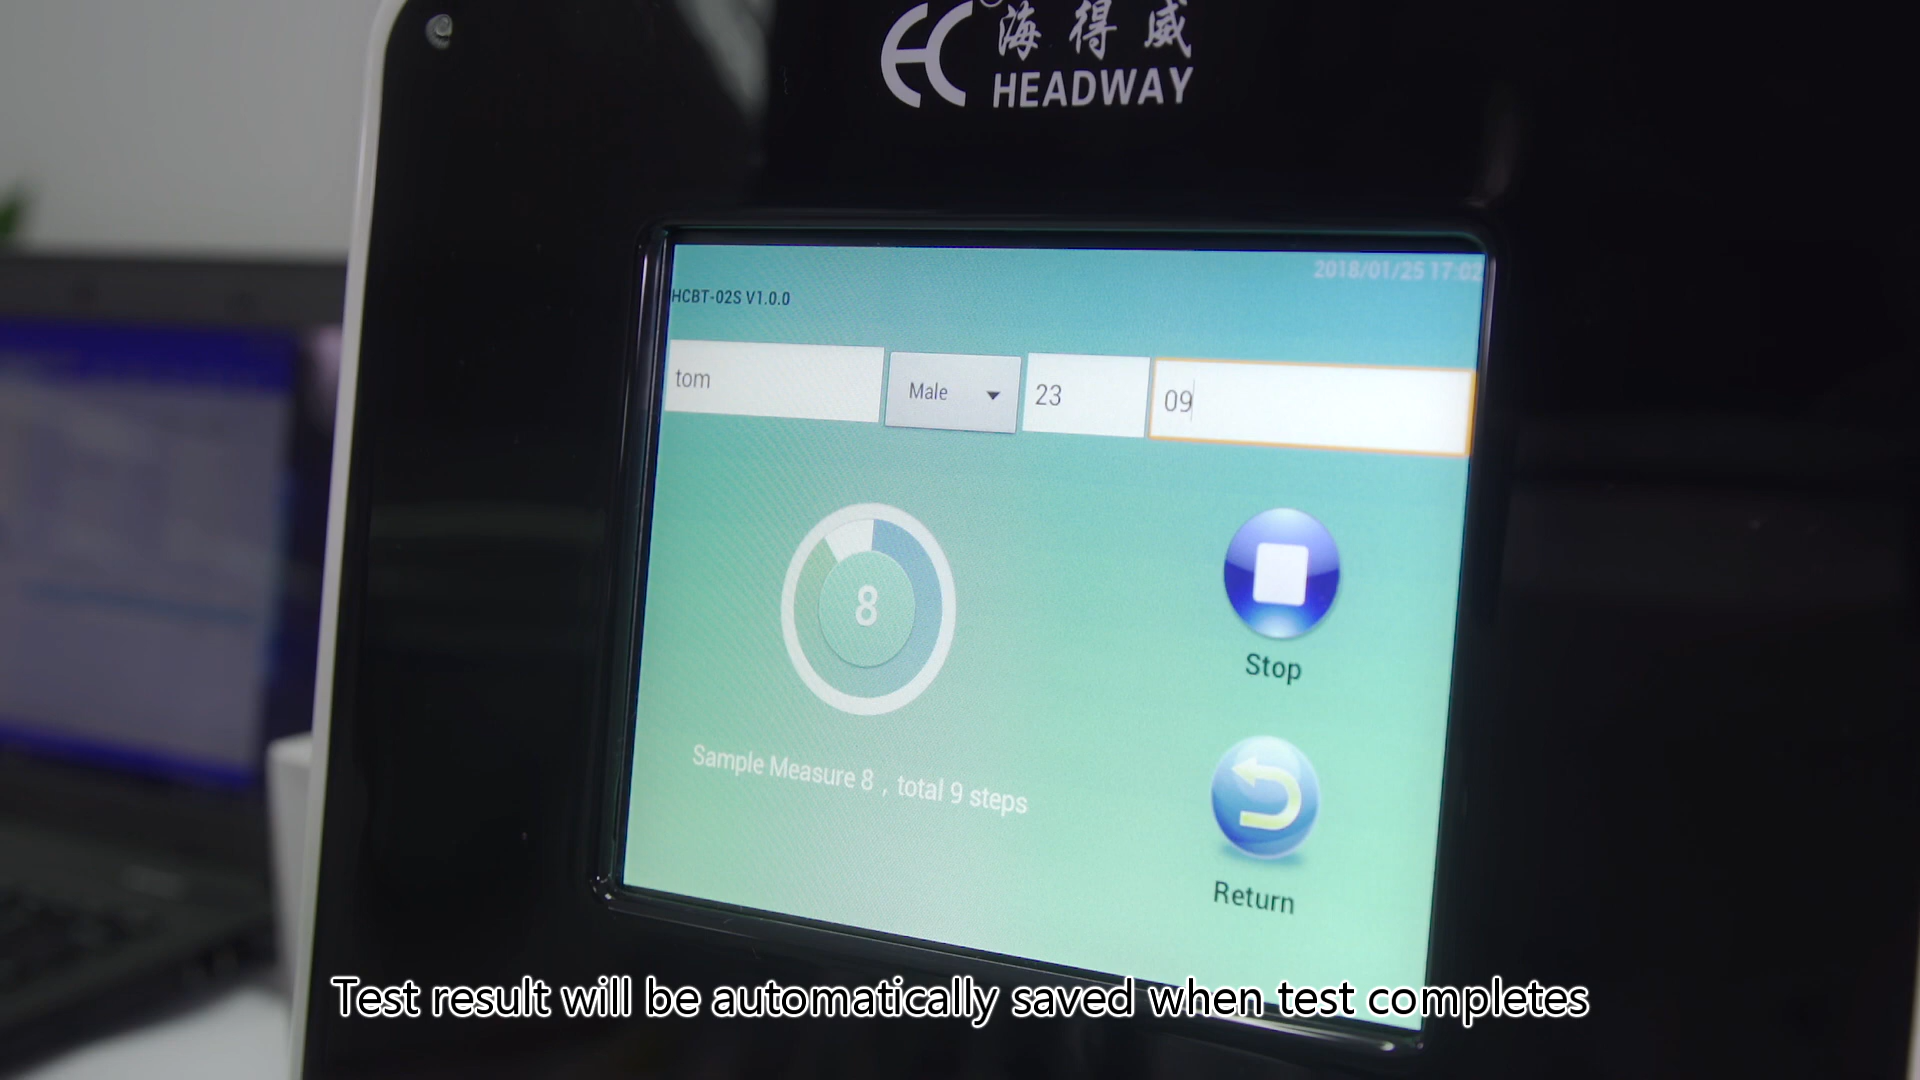 海得威
HEADWAY
2018/01/25 17:02
HCBT-02S V1.0.0
tom
Male
23
09
8
Stop
Sample Measure 8 , total 9 steps
Return
Test result will be automatically saved when test completes